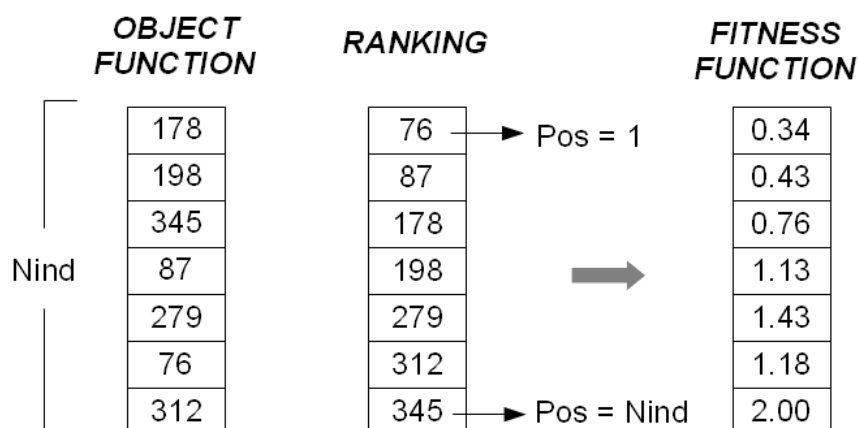 OBJECT FUNCTION RANKING FITNESS FUNCTION
178 76 Pos = 1 0.34
198 87 0.43
345 178 0.76
Nind 87 198 1.13
279 279 1.43
76 312 1.18
312 345 Pos = Nind 2.00